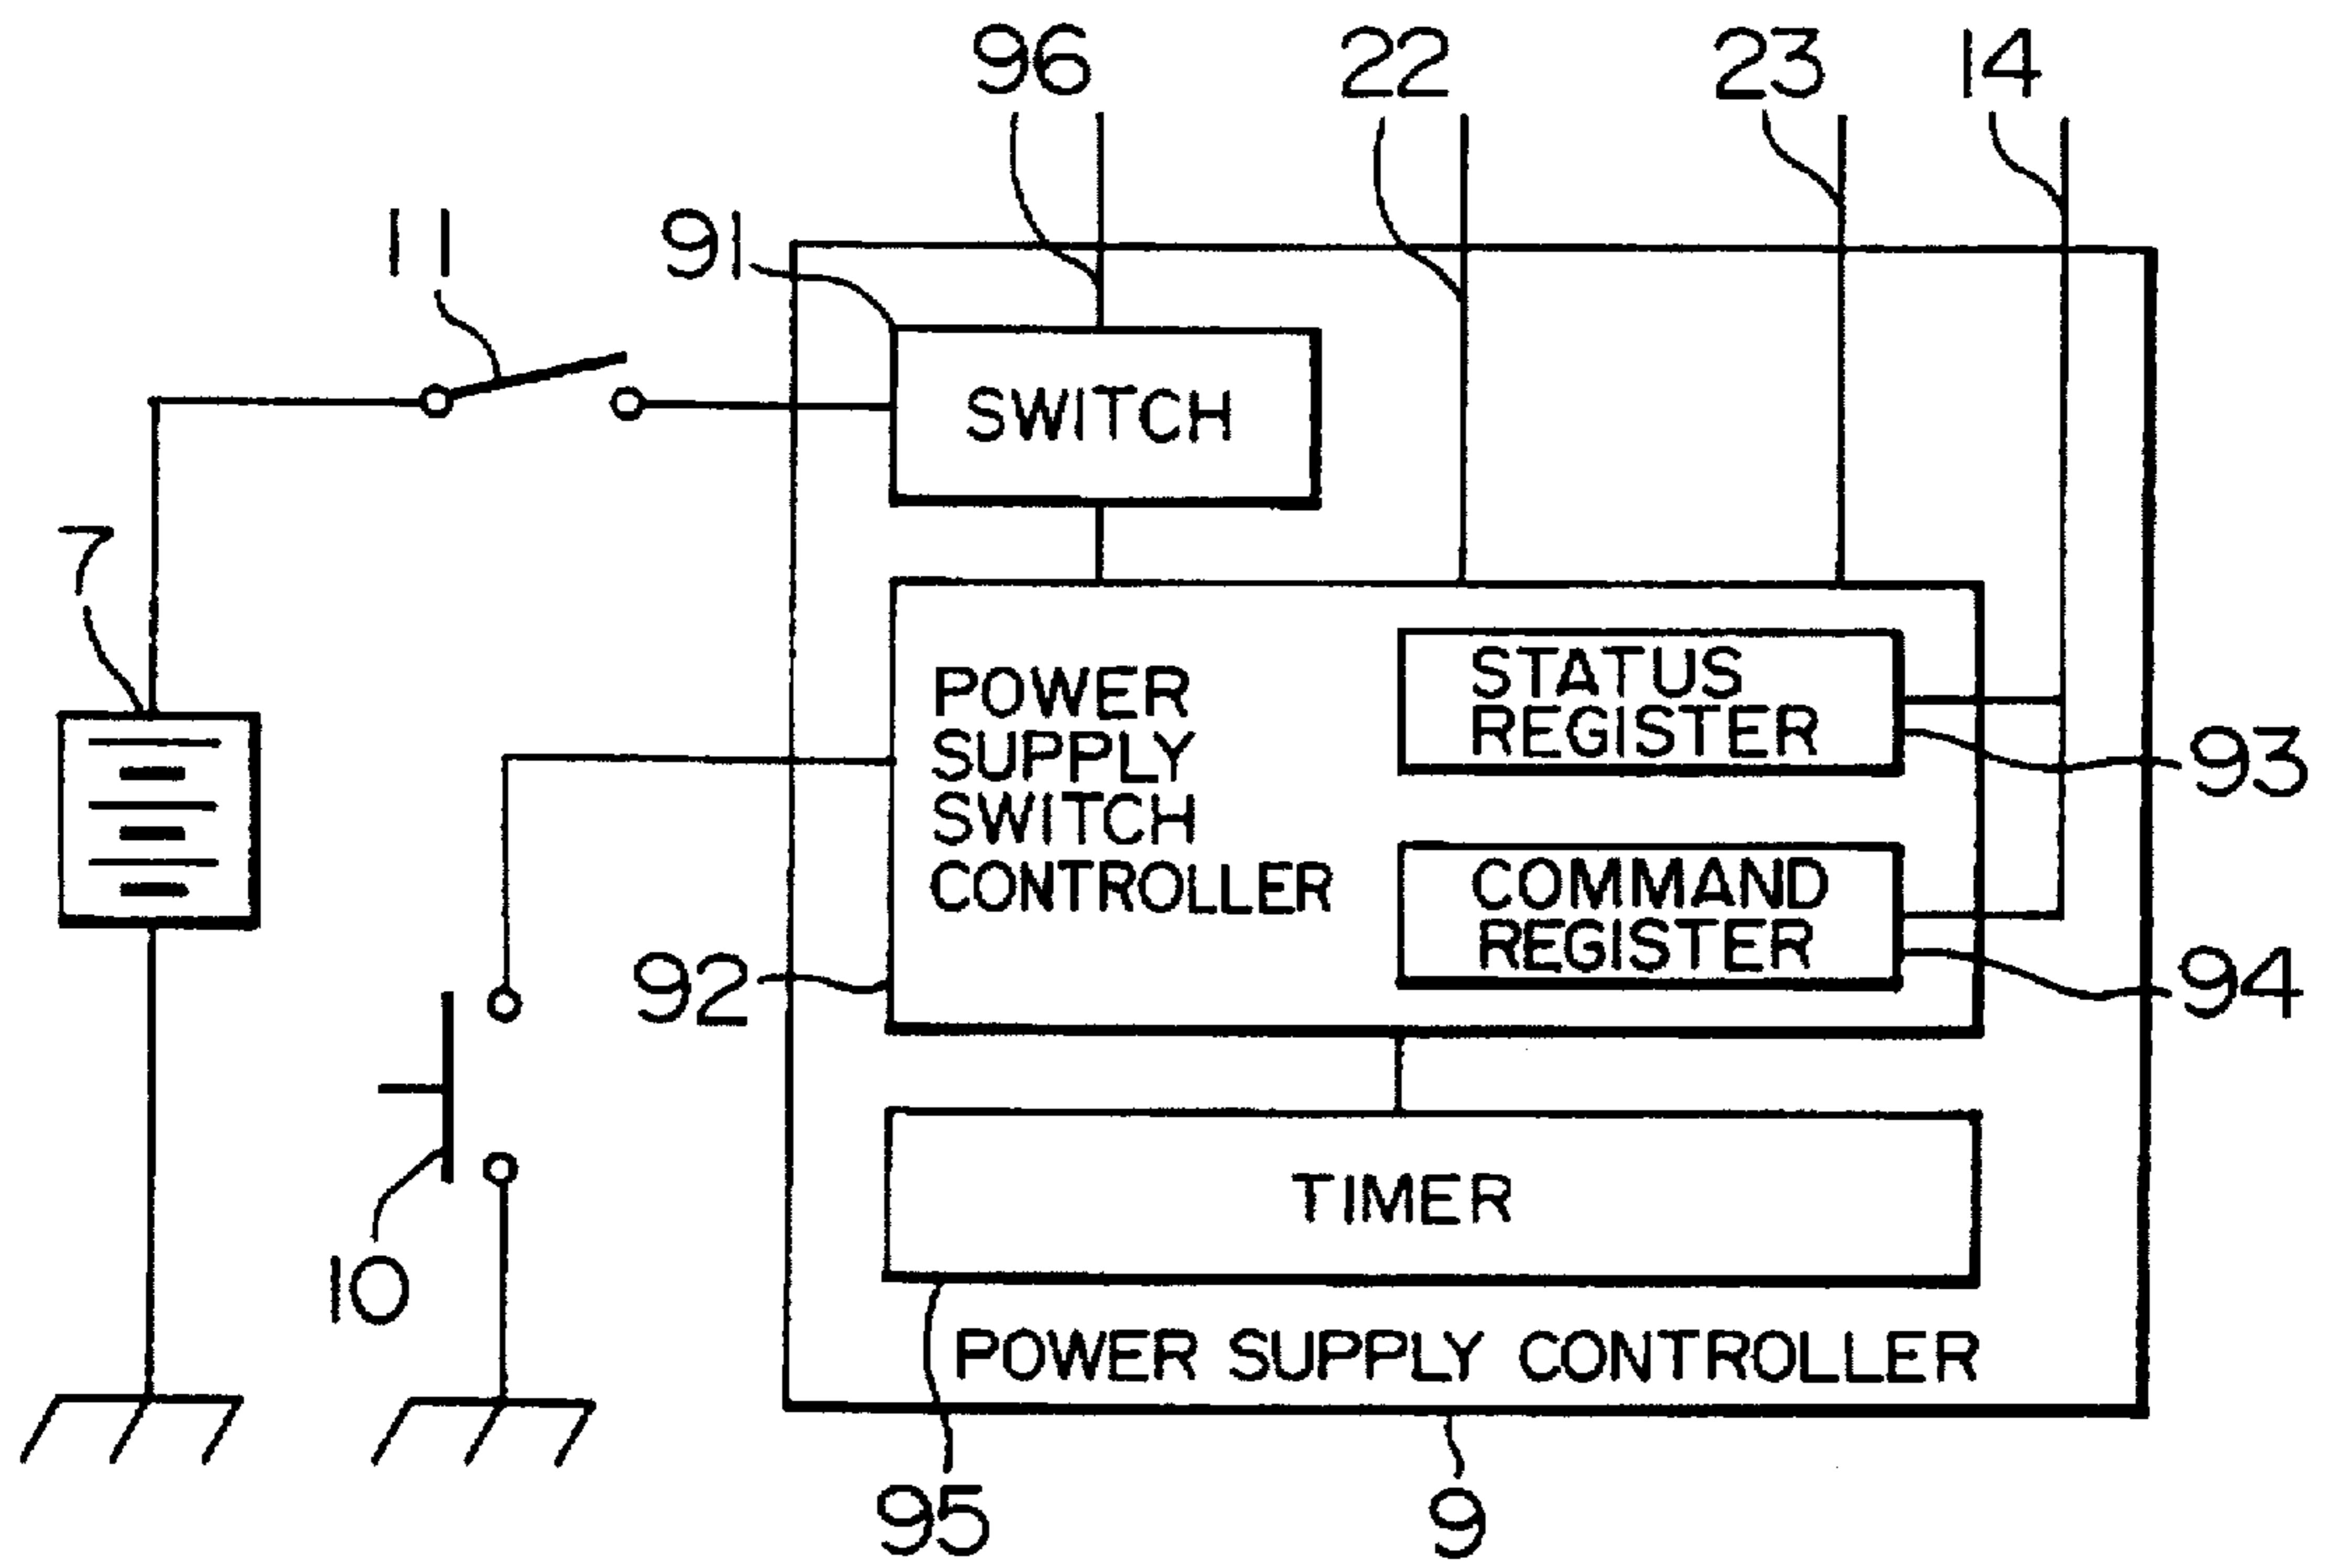 96
22
23
14
11
91
SWITCH
7
POWER
SUPPLY
SWITCH
CONTROLLER
STATUS
REGISTER
93
COMMAND
REGISTER
92
94
TIMER
10
POWER SUPPLY CONTROLLER
95
9